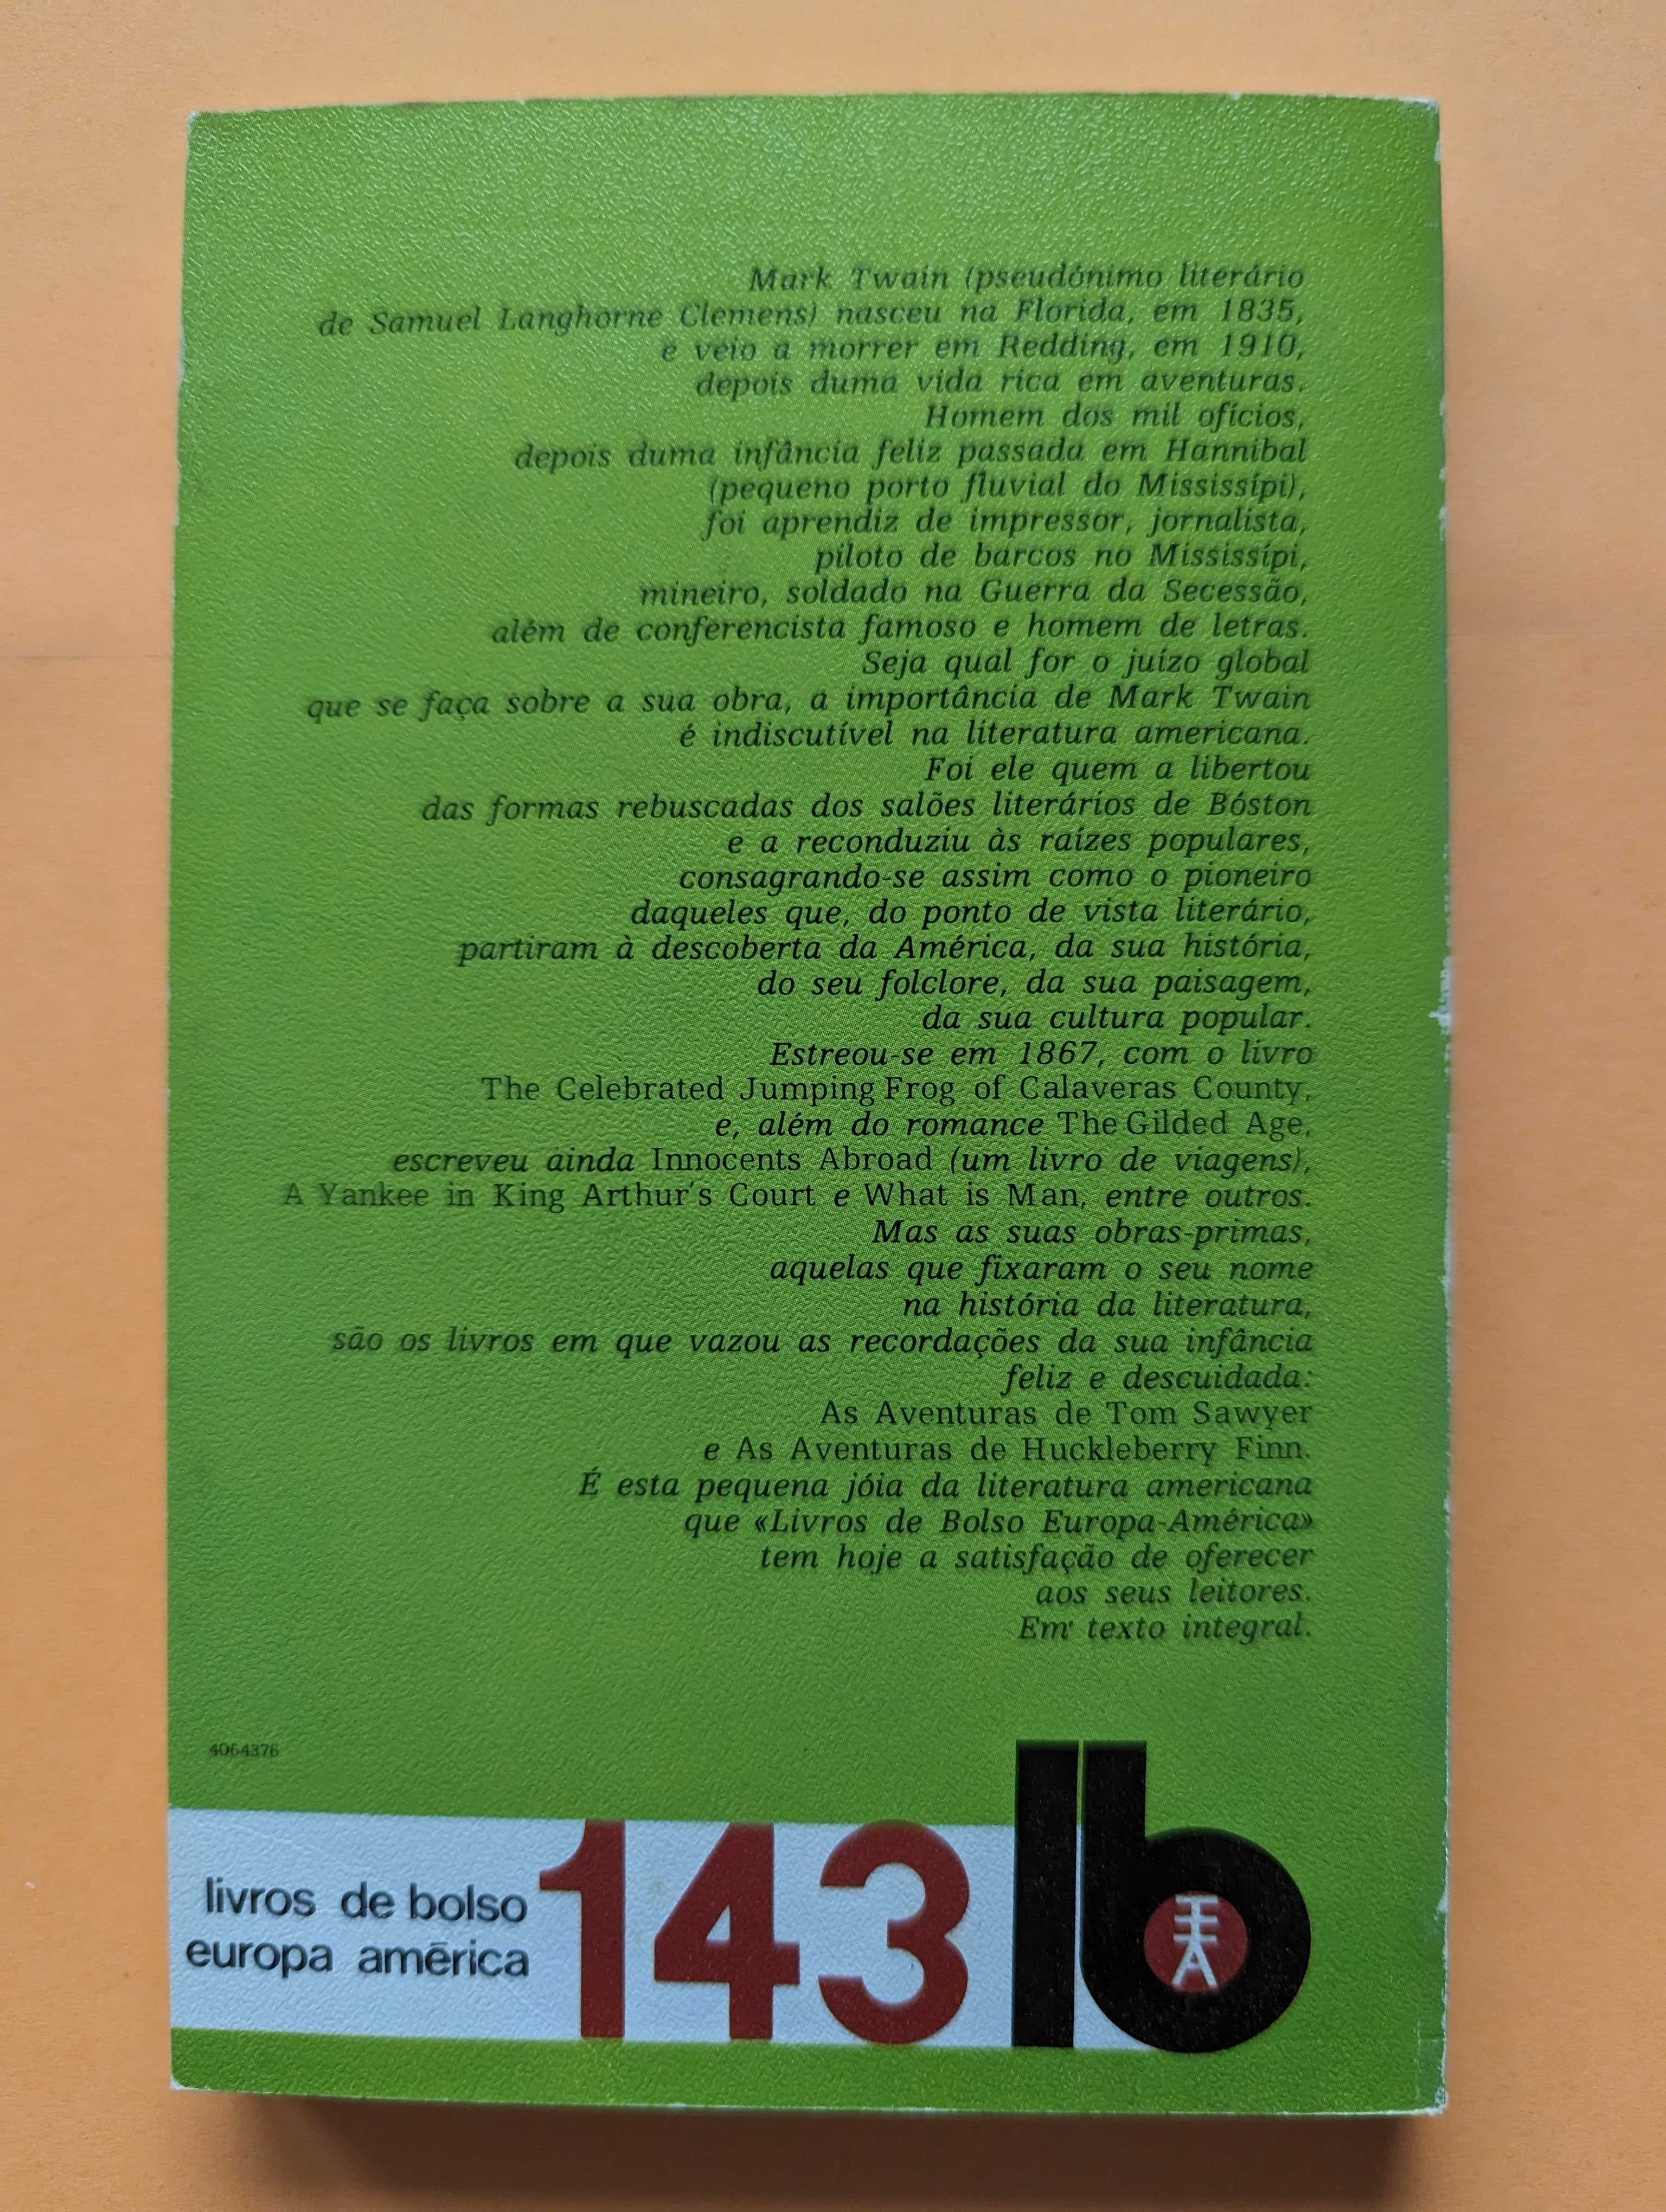 Mark Twain (pseudónimo literário
de Samuel Langhorne Clemens) nasceu na Florida, em 1835,
e veio a morrer em Redding, em 1910,
depois duma vida rica em aventuras.
Homem dos mil ofícios,
depois duma infância feliz passada em Hannibal
(pequeno porto fluvial do Mississípi),
foi aprendiz de impressor, jornalista,
piloto de barcos no Mississípi,
mineiro, soldado na Guerra da Secessão,
além de conferencista famoso e homem de letras.
Seja qual for o juízo global
que se faça sobre a sua obra, a importância de Mark Twain
é indiscutível na literatura americana.
Foi ele quem a libertou
das formas rebuscadas dos salões literários de Bóston
e a reconduziu às raízes populares,
consagrando-se assim como o pioneiro
daqueles que, do ponto de vista literário,
partiram à descoberta da América, da sua história,
do seu folclore, da sua paisagem,
da sua cultura popular.
Estreou-se em 1867, com o livro
The Celebrated Jumping Frog of Calaveras County,
e, além do romance The Gilded Age,
escreveu ainda Innocents Abroad (um livro de viagens),
A Yankee in King Arthur's Court e What is Man, entre outros.
Mas as suas obras-primas,
aquelas que fixaram o seu nome
na história da literatura,
são os livros em que vazou as recordações da sua infância
feliz e descuidada:
As Aventuras de Tom Sawyer
e As Aventuras de Huckleberry Finn.
É esta pequena jóia da literatura americana
que «Livros de Bolso Europa-América»
tem hoje a satisfação de oferecer
aos seus leitores.
Em texto integral.
4064376
livros de bolso
europa américa
143
lb
EA